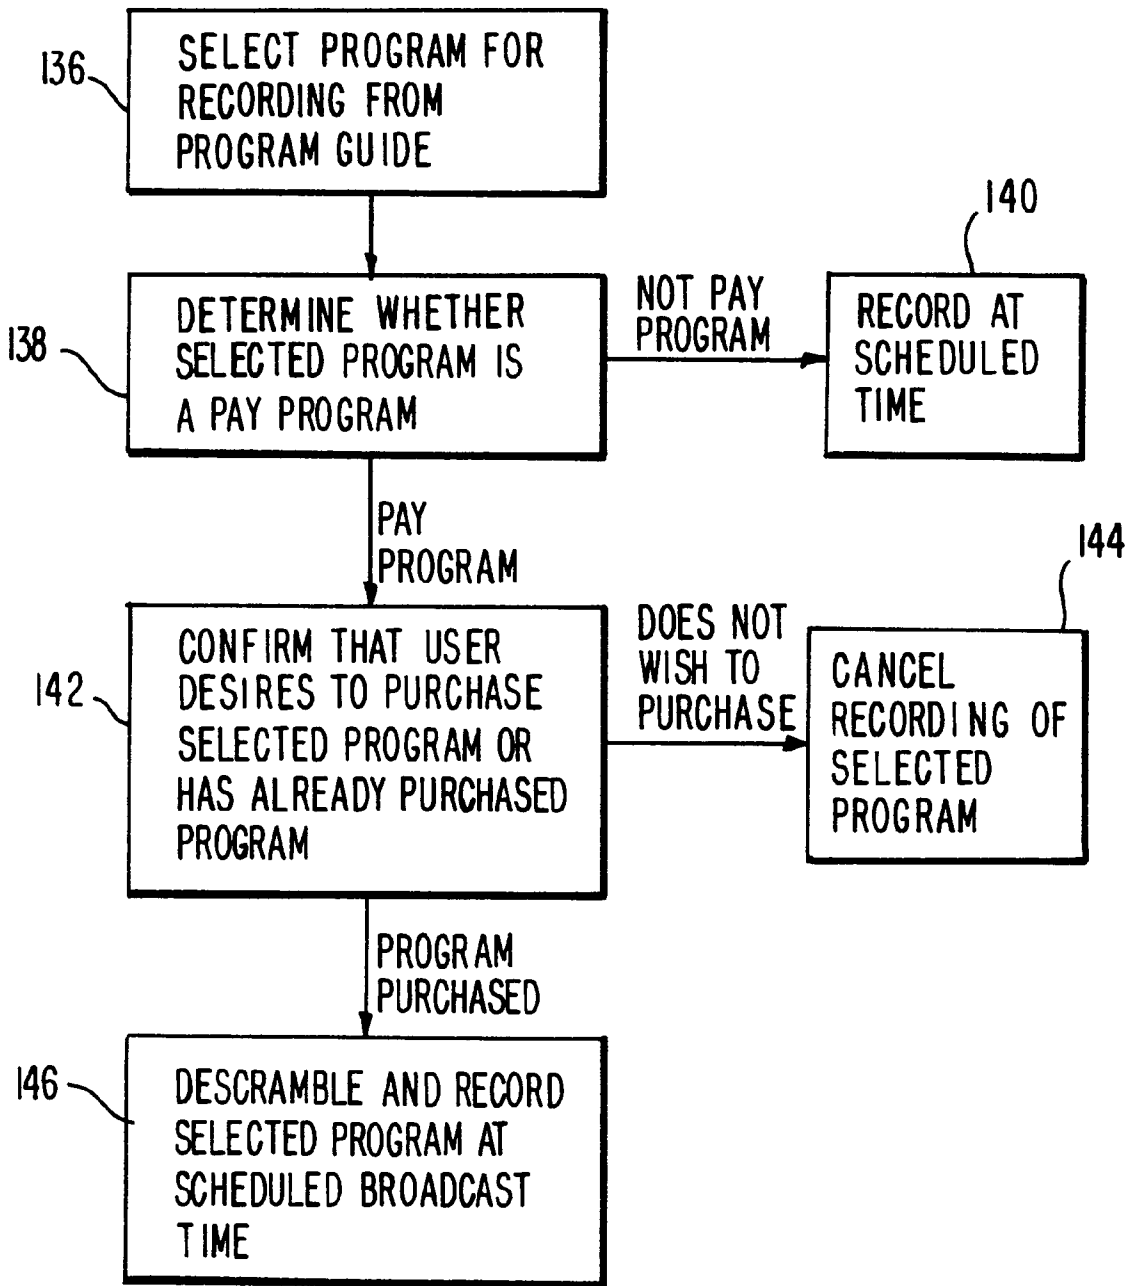 136
SELECT PROGRAM FOR
RECORDING FROM
PROGRAM GUIDE
138
DETERMINE WHETHER
SELECTED PROGRAM IS
A PAY PROGRAM
NOT PAY
PROGRAM
140
RECORD AT
SCHEDULED
TIME
PAY
PROGRAM
142
CONFIRM THAT USER
DESIRES TO PURCHASE
SELECTED PROGRAM OR
HAS ALREADY PURCHASED
PROGRAM
DOES NOT
WISH TO
PURCHASE
144
CANCEL
RECORDING OF
SELECTED
PROGRAM
PROGRAM
PURCHASED
146
DESCRAMBLE AND RECORD
SELECTED PROGRAM AT
SCHEDULED BROADCAST
TIME